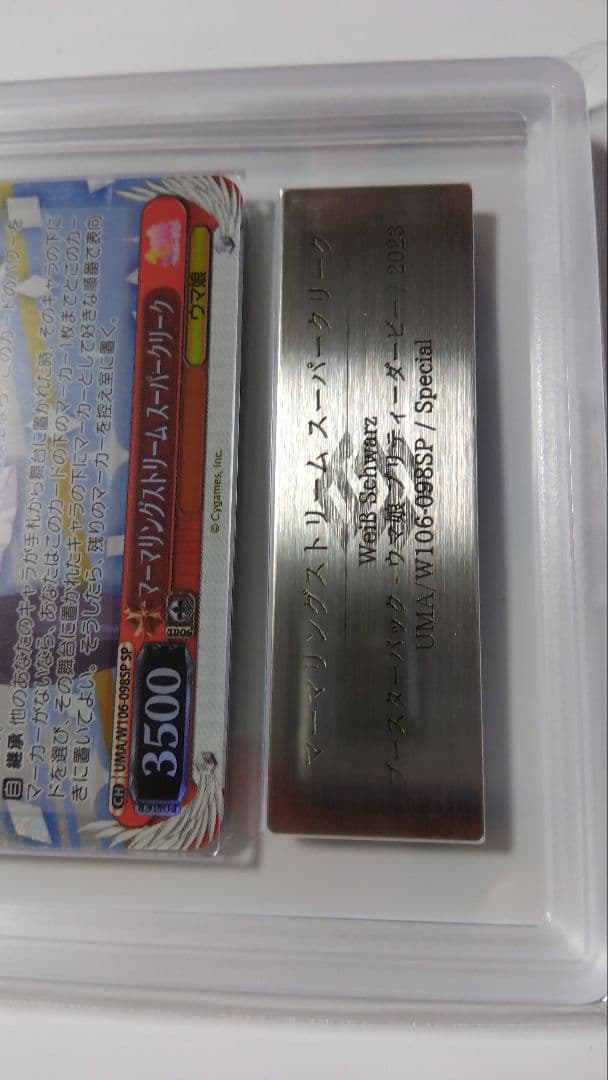 自 継承 他のあなたのキャラが手札から舞台に置かれた時、そのキャラの下に
マーカーがないなら、あなたはこのカードの下のマーカー1枚までとこのカー
ドを選び、その舞台に置かれたキャラの下にマーカーとして好きな順番で表向
きに置いてよい。そうしたら、残りのマーカーを控え室に置く。
CH UMA/W106-098SP SP
3500
POWER
マーマリングストリーム スーパークリーク
ウマ娘
© Cygames, Inc.
マーマリングストリーム スーパークリーク
Weiß Schwarz
ブースターパック - ウマ娘 プリティーダービー / 2023
UMA/W106-098SP / Special